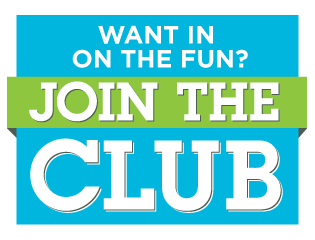 WANT IN
ON THE FUN?
JOIN THE
CLUB